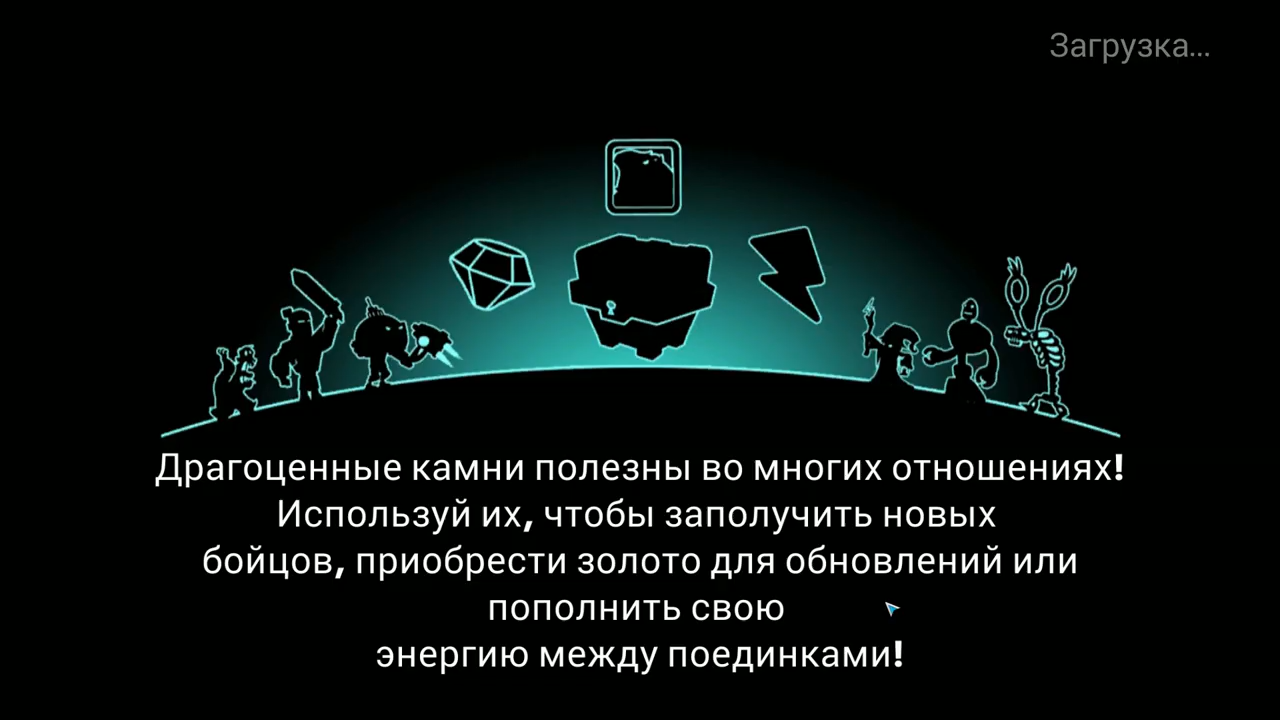 Загрузка...
Драгоценные камни полезны во многих отношениях!
Используй их, чтобы заполучить новых
бойцов, приобрести золото для обновлений или
пополнить свою
энергию между поединками!